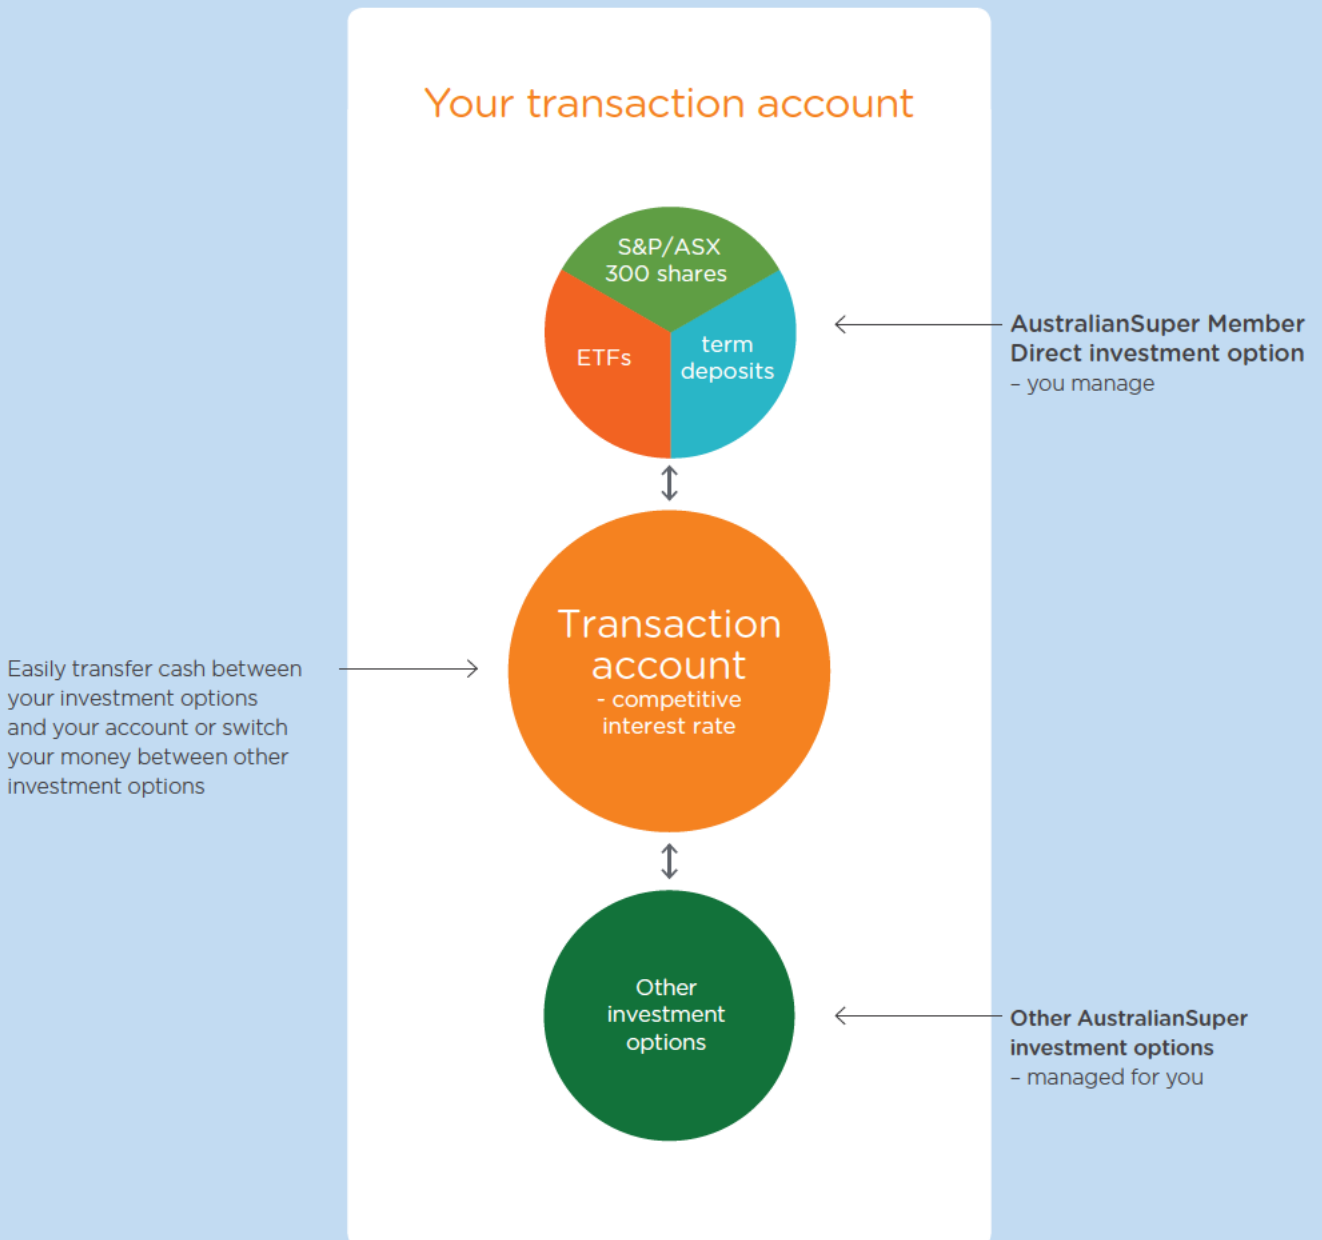 Your transaction account
S&P/ASX
300 shares
ETFs
term
deposits
AustralianSuper Member
Direct investment option
– you manage
Transaction
account
- competitive
interest rate
Easily transfer cash between
your investment options
and your account or switch
your money between other
investment options
Other
investment
options
Other AustralianSuper
investment options
– managed for you